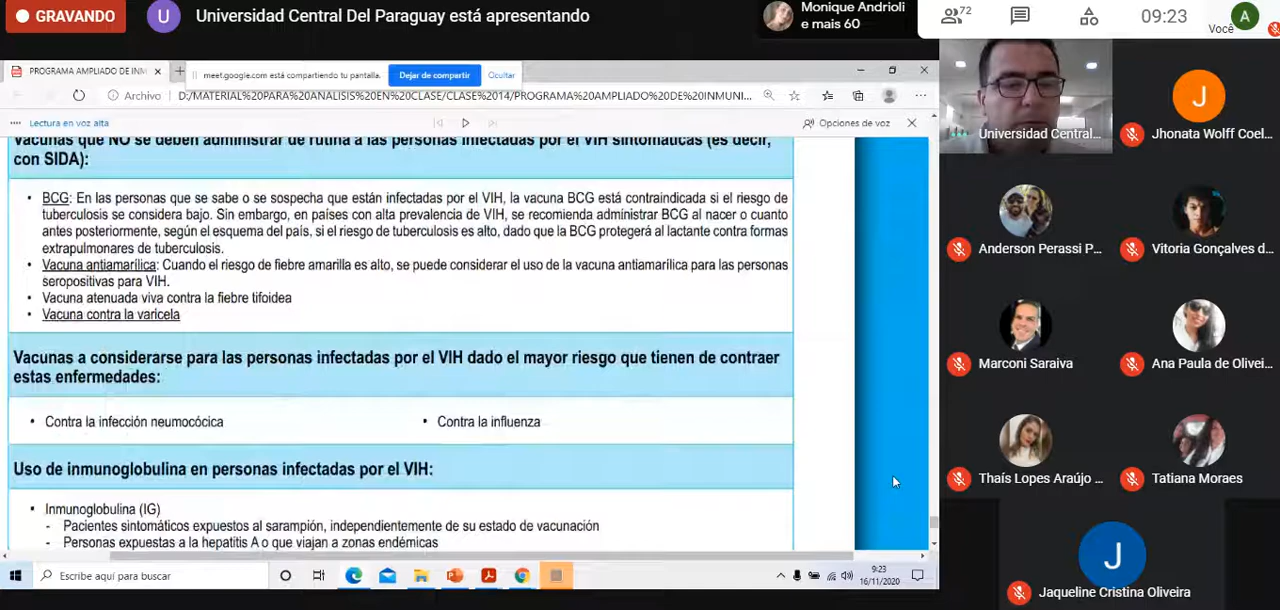 GRAVANDO
U
Universidad Central Del Paraguay está apresentando
Monique Andrioli
e mais 60
72
09:23
Você
A
PROGRAMA AMPLIADO DE INM
meet.google.com está compartiendo tu pantalla.
Dejar de compartir
Ocultar
Archivo
D:/MATERIAL%20PARA%20ANALISIS%20EN%20CLASE/CLASE%2014/PROGRAMA%20AMPLIADO%20DE%20INMUNI...
Lectura en voz alta
Opciones de voz
Vacunas que NO se deben administrar de rutina a las personas infectadas por el VIH sintomáticas (es decir,
con SIDA):
• BCG: En las personas que se sabe o se sospecha que están infectadas por el VIH, la vacuna BCG está contraindicada si el riesgo de
tuberculosis se considera bajo. Sin embargo, en países con alta prevalencia de VIH, se recomienda administrar BCG al nacer o cuanto
antes posteriormente, según el esquema del país, si el riesgo de tuberculosis es alto, dado que la BCG protegerá al lactante contra formas
extrapulmonares de tuberculosis.
• Vacuna antiamarílica: Cuando el riesgo de fiebre amarilla es alto, se puede considerar el uso de la vacuna antiamarílica para las personas
seropositivas para VIH.
• Vacuna atenuada viva contra la fiebre tifoidea
• Vacuna contra la varicela
Vacunas a considerarse para las personas infectadas por el VIH dado el mayor riesgo que tienen de contraer
estas enfermedades:
• Contra la infección neumocócica
• Contra la influenza
Uso de inmunoglobulina en personas infectadas por el VIH:
• Inmunoglobulina (IG)
- Pacientes sintomáticos expuestos al sarampión, independientemente de su estado de vacunación
- Personas expuestas a la hepatitis A o que viajan a zonas endémicas
Escribe aquí para buscar
9:23
16/11/2020
Universidad Central...
J
Jhonata Wolff Coel...
Anderson Perassi P...
Vitoria Gonçalves d...
Marconi Saraiva
Ana Paula de Olivei...
Thaís Lopes Araújo ...
Tatiana Moraes
J
Jaqueline Cristina Oliveira